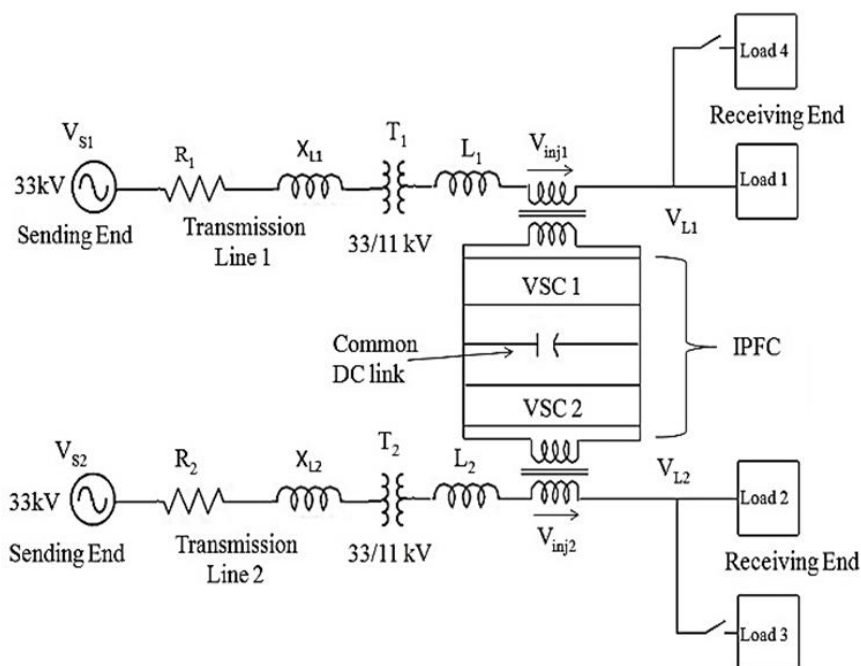 Load 4
Receiving End
V_S1
T_1
X_L1
L_1
V_inj1
R_1
33kV
Load 1
Sending End
Transmission
Line 1
V_L1
33/11 kV
VSC 1
Common
DC link
IPFC
VSC 2
V_S2
T_2
X_L2
L_2
V_L2
R_2
33kV
Load 2
Sending End
Transmission
Line 2
33/11 kV
V_inj2
Receiving End
Load 3